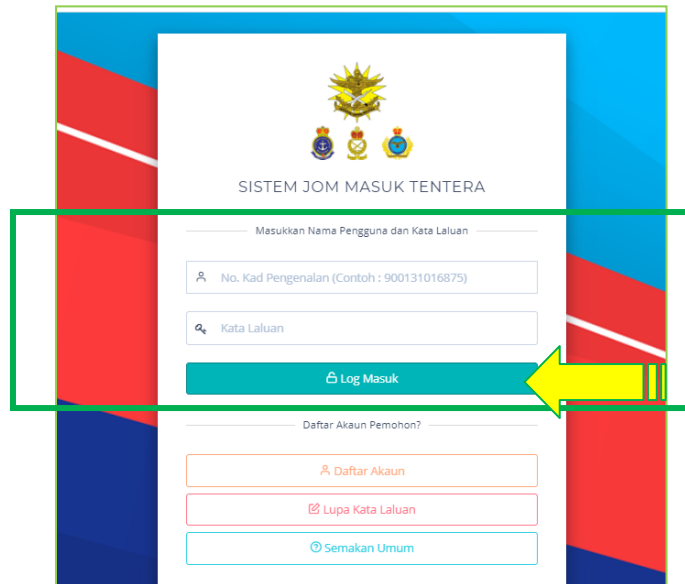 SISTEM JOM MASUK TENTERA
Masukkan Nama Pengguna dan Kata Laluan
No. Kad Pengenalan (Contoh : 900131016875)
Kata Laluan
Log Masuk
Daftar Akaun Pemohon?
Daftar Akaun
Lupa Kata Laluan
Semakan Umum